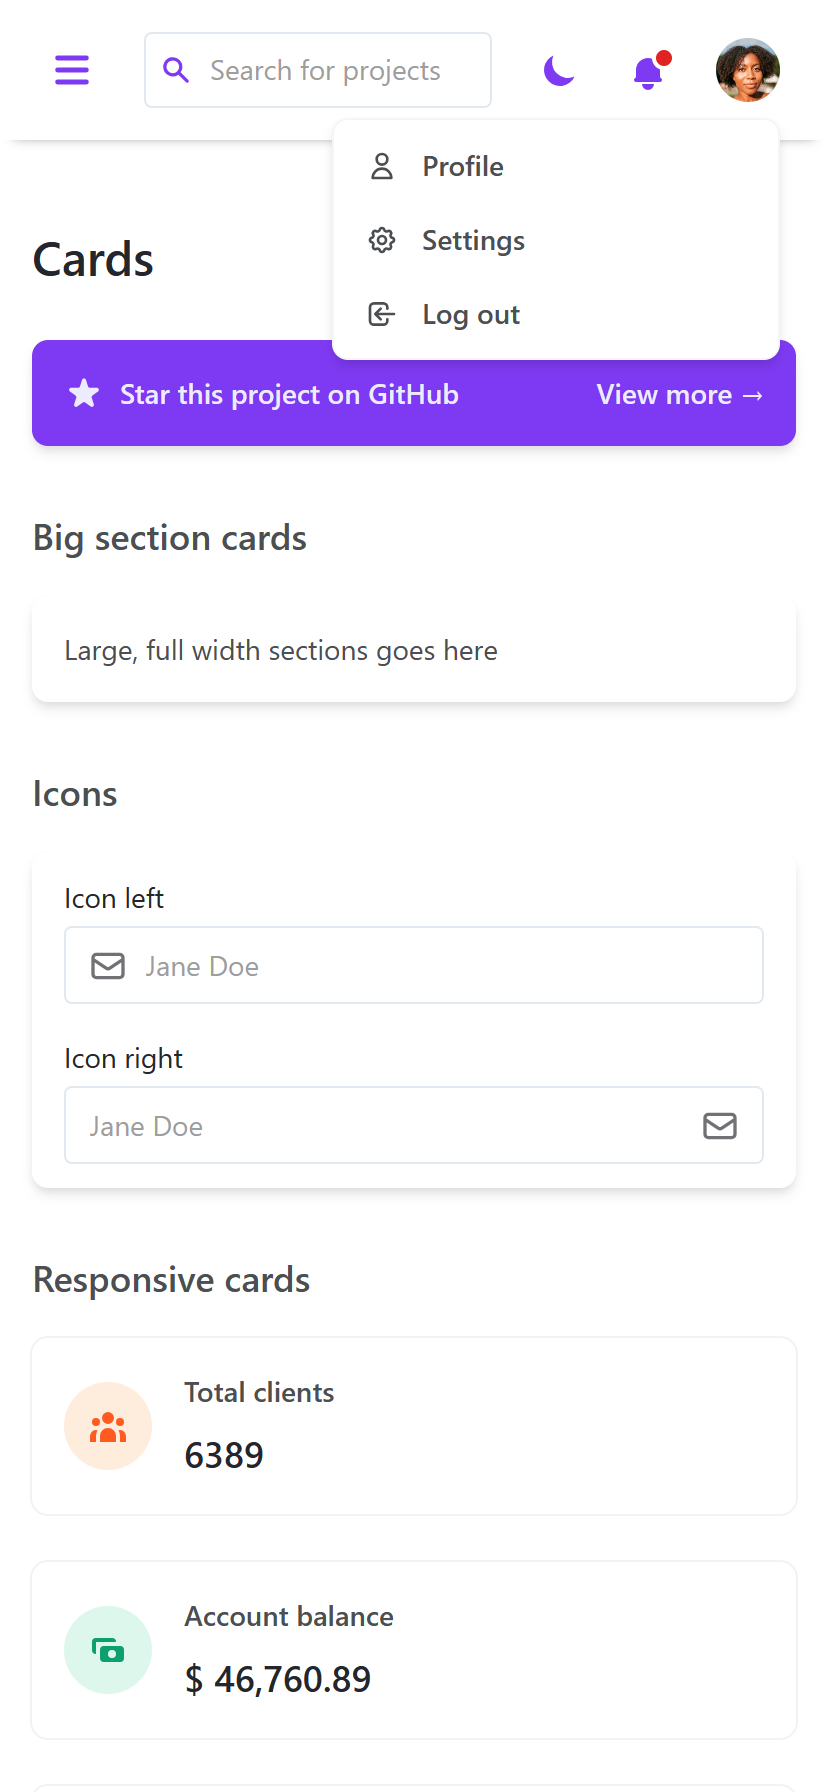 Search for projects
Profile
Settings
Log out
Cards
Star this project on GitHub
View more →
Big section cards
Large, full width sections goes here
Icons
Icon left
Jane Doe
Icon right
Jane Doe
Responsive cards
Total clients
6389
Account balance
$ 46,760.89